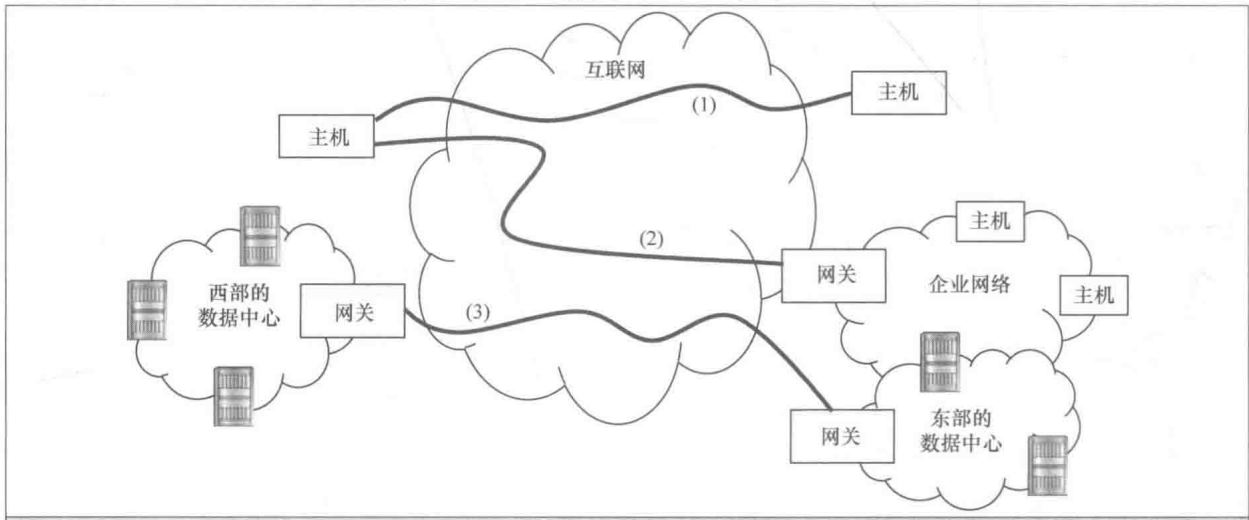 互联网
(1)
主机
主机
(2)
主机
网关
企业网络
主机
西部的
数据中心
网关
(3)
网关
东部的
数据中心